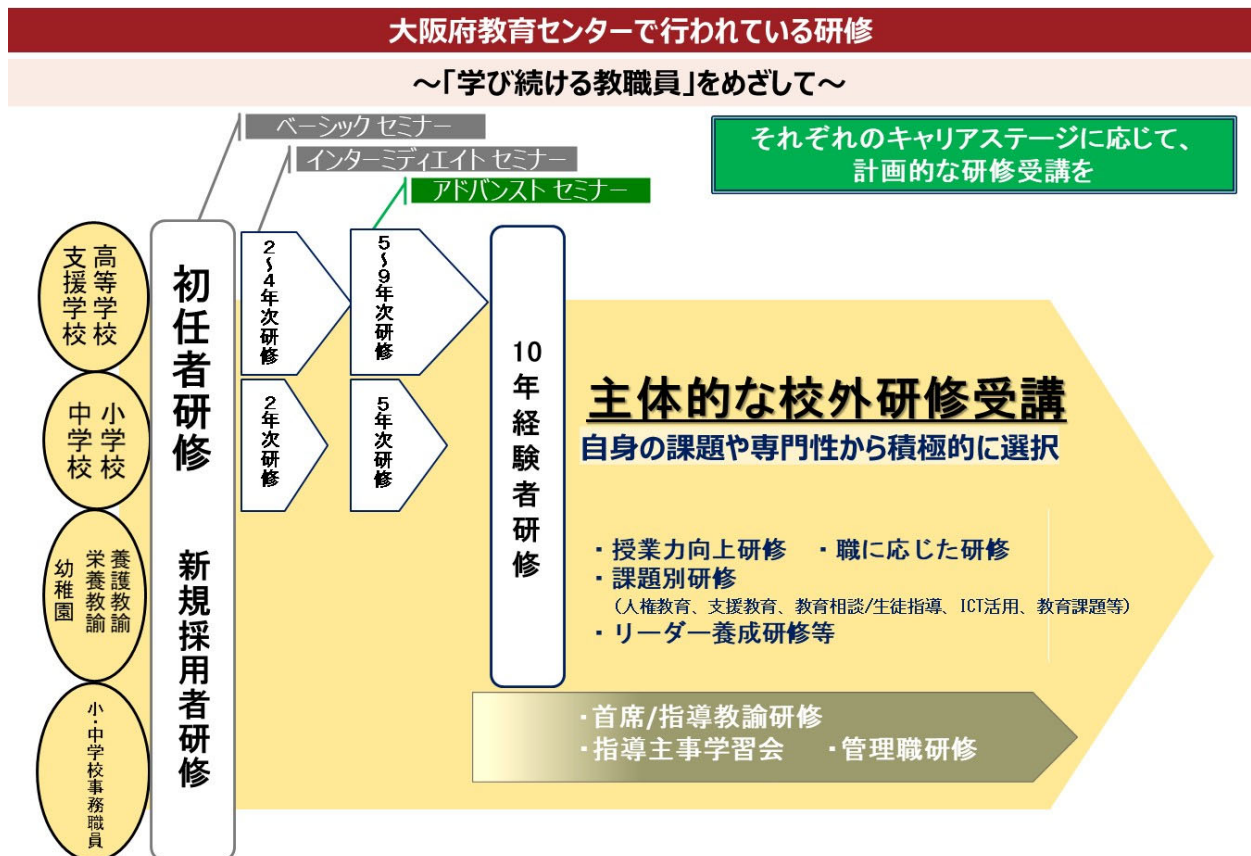 大阪府教育センターで行われている研修
～「学び続ける教職員」をめざして～
ベーシック セミナー
インターミディエイト セミナー
アドバンスト セミナー
それぞれのキャリアステージに応じて、
計画的な研修受講を
高等学校
支援学校
小学校
中学校
養護教諭
栄養教諭
幼稚園
小・中学校事務職員
初任者研修
新規採用者研修
2～4年次研修
5～9年次研修
2年次研修
5年次研修
10年経験者研修
主体的な校外研修受講
自身の課題や専門性から積極的に選択
・授業力向上研修　・職に応じた研修
・課題別研修
（人権教育、支援教育、教育相談/生徒指導、ICT活用、教育課題等）
・リーダー養成研修等
・首席/指導教諭研修
・指導主事学習会　・管理職研修